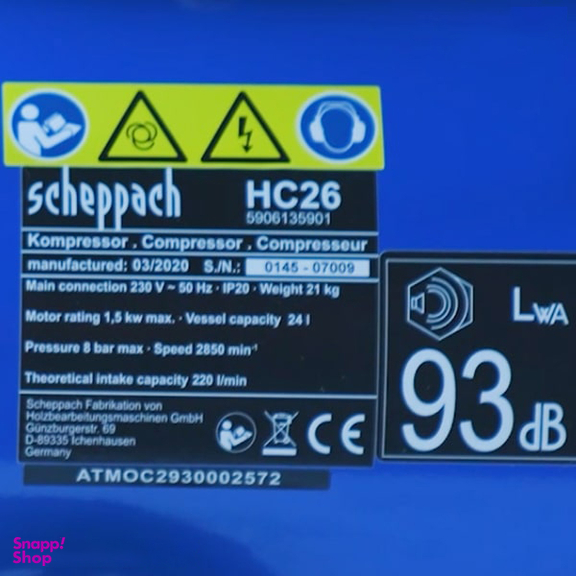 scheppach HC26
5906135901
Kompressor . Compressor . Compresseur
manufactured: 03/2020 S./N.: 0145 - 07009
Main connection 230 V ~ 50 Hz · IP20 · Weight 21 kg
Motor rating 1,5 kw max. · Vessel capacity 24 l
Pressure 8 bar max · Speed 2850 min⁻¹
Theoretical intake capacity 220 l/min
Scheppach Fabrikation von
Holzbearbeitungsmaschinen GmbH
Günzburgerstr. 69
D-89335 Ichenhausen
Germany
CE
ATMOC2930002572
LWA
93dB
Snapp!
Shop